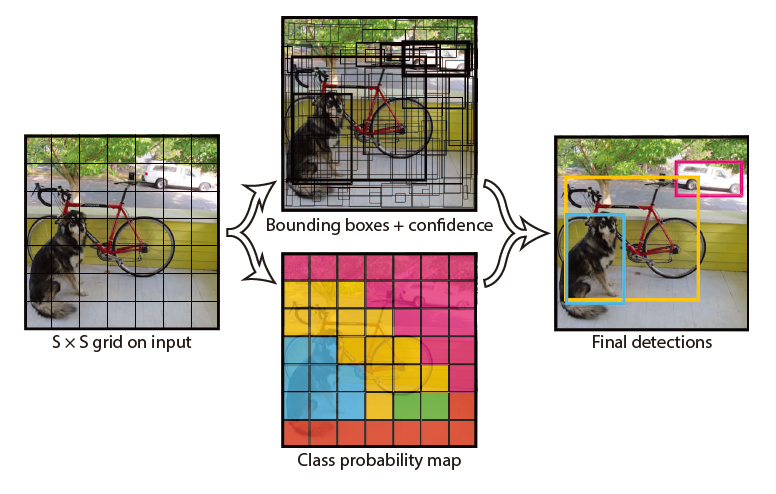 Bounding boxes + confidence
S × S grid on input
Final detections
Class probability map